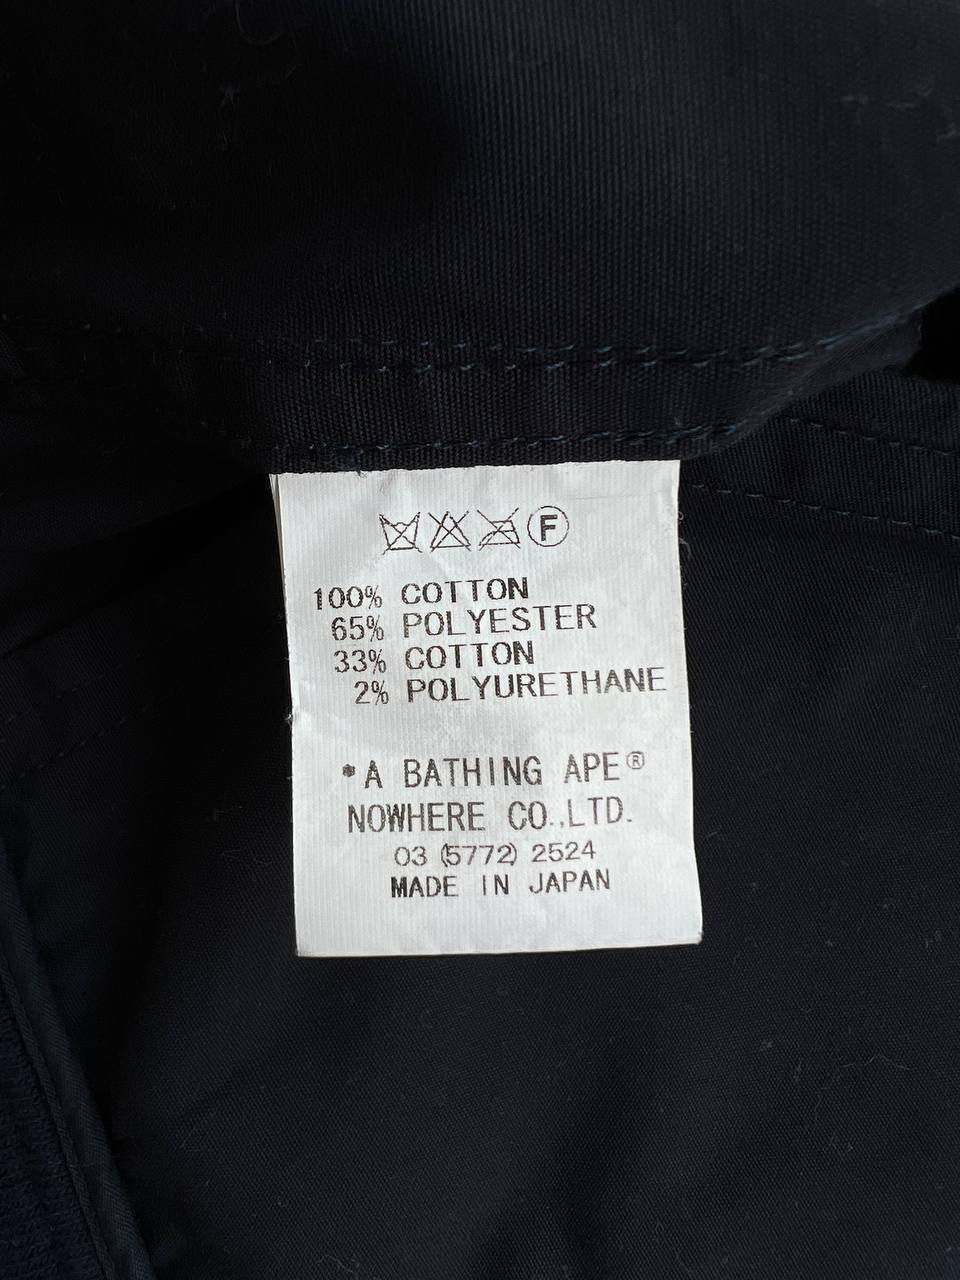 F
100% COTTON
65% POLYESTER
33% COTTON
2% POLYURETHANE
*A BATHING APE®
NOWHERE CO.,LTD.
03 (5772) 2524
MADE IN JAPAN